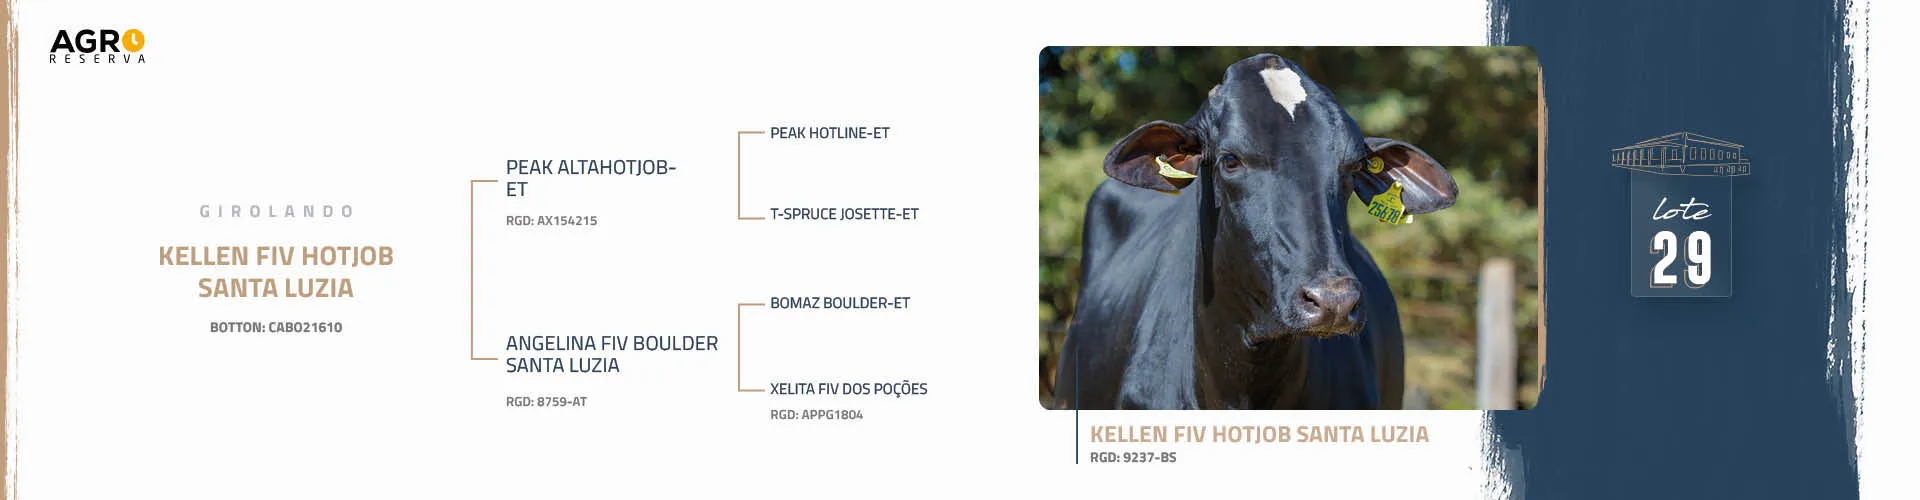 AGRO
RESERVA
GIROLANDO
KELLEN FIV HOTJOB
SANTA LUZIA
BOTTON: CABO21610
PEAK ALTAHOTJOB-
ET
RGD: AX154215
ANGELINA FIV BOULDER
SANTA LUZIA
RGD: 8759-AT
PEAK HOTLINE-ET
T-SPRUCE JOSETTE-ET
BOMAZ BOULDER-ET
XELITA FIV DOS POÇÕES
RGD: APPG1804
25678
KELLEN FIV HOTJOB SANTA LUZIA
RGD: 9237-BS
lote
29